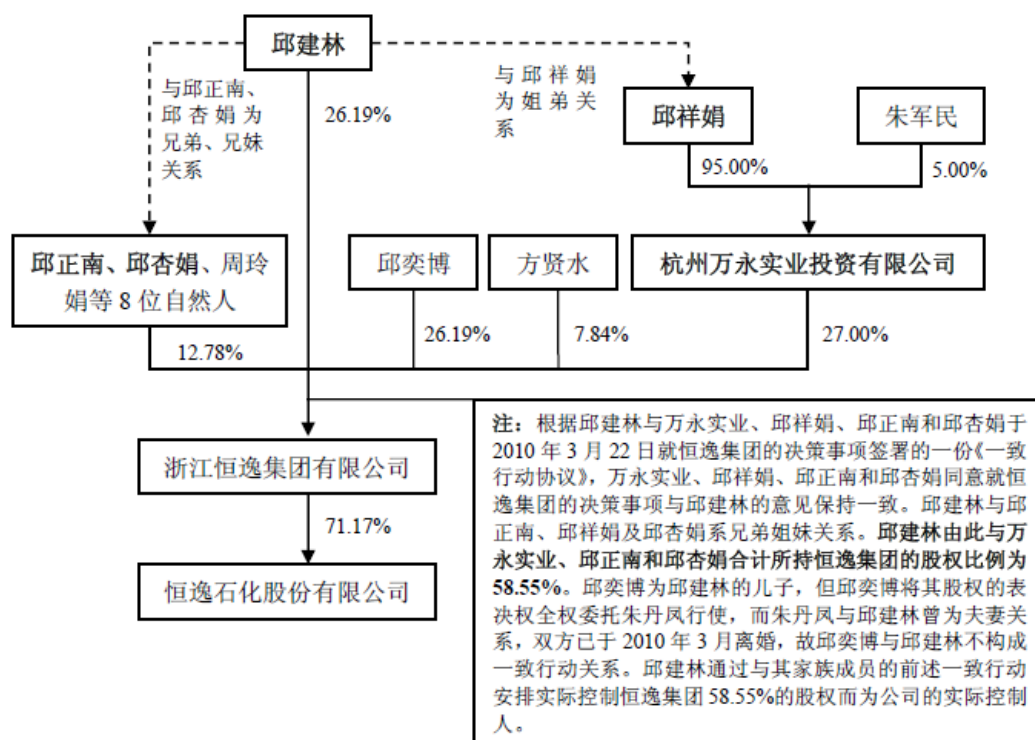 邱建林
与邱正南、
邱杏娟为
兄弟、兄妹
关系
26.19%
与邱祥娟
为姐弟关
系
邱祥娟
朱军民
95.00%
5.00%
邱正南、邱杏娟、周玲
娟等 8 位自然人
邱奕博
方贤水
杭州万永实业投资有限公司
12.78%
26.19%
7.84%
27.00%
浙江恒逸集团有限公司
71.17%
恒逸石化股份有限公司
注：根据邱建林与万永实业、邱祥娟、邱正南和邱杏娟于
2010 年 3 月 22 日就恒逸集团的决策事项签署的一份《一致
行动协议》，万永实业、邱祥娟、邱正南和邱杏娟同意就恒
逸集团的决策事项与邱建林的意见保持一致。邱建林与邱
正南、邱祥娟及邱杏娟系兄弟姐妹关系。邱建林由此与万
永实业、邱正南和邱杏娟合计所持恒逸集团的股权比例为
58.55%。邱奕博为邱建林的儿子，但邱奕博将其股权的表
决权全权委托朱丹凤行使，而朱丹凤与邱建林曾为夫妻关
系，双方已于 2010 年 3 月离婚，故邱奕博与邱建林不构成
一致行动关系。邱建林通过与其家族成员的前述一致行动
安排实际控制恒逸集团 58.55%的股权而为公司的实际控制
人。